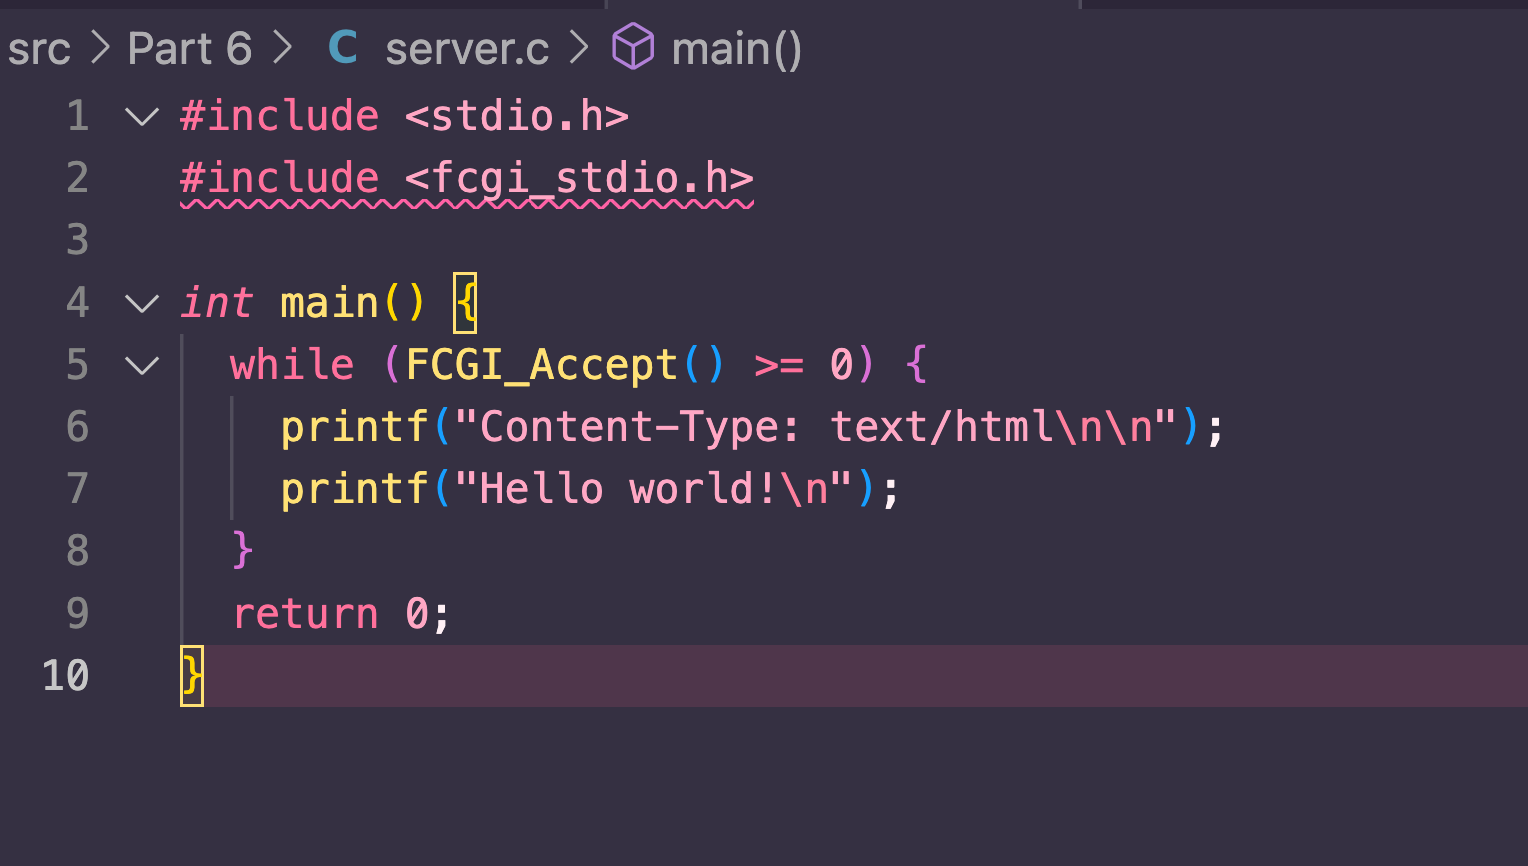 src > Part 6 > C server.c > main()
1 #include <stdio.h>
2 #include <fcgi_stdio.h>
3
4 int main() {
5   while (FCGI_Accept() >= 0) {
6     printf("Content-Type: text/html\n\n");
7     printf("Hello world!\n");
8   }
9   return 0;
10 }